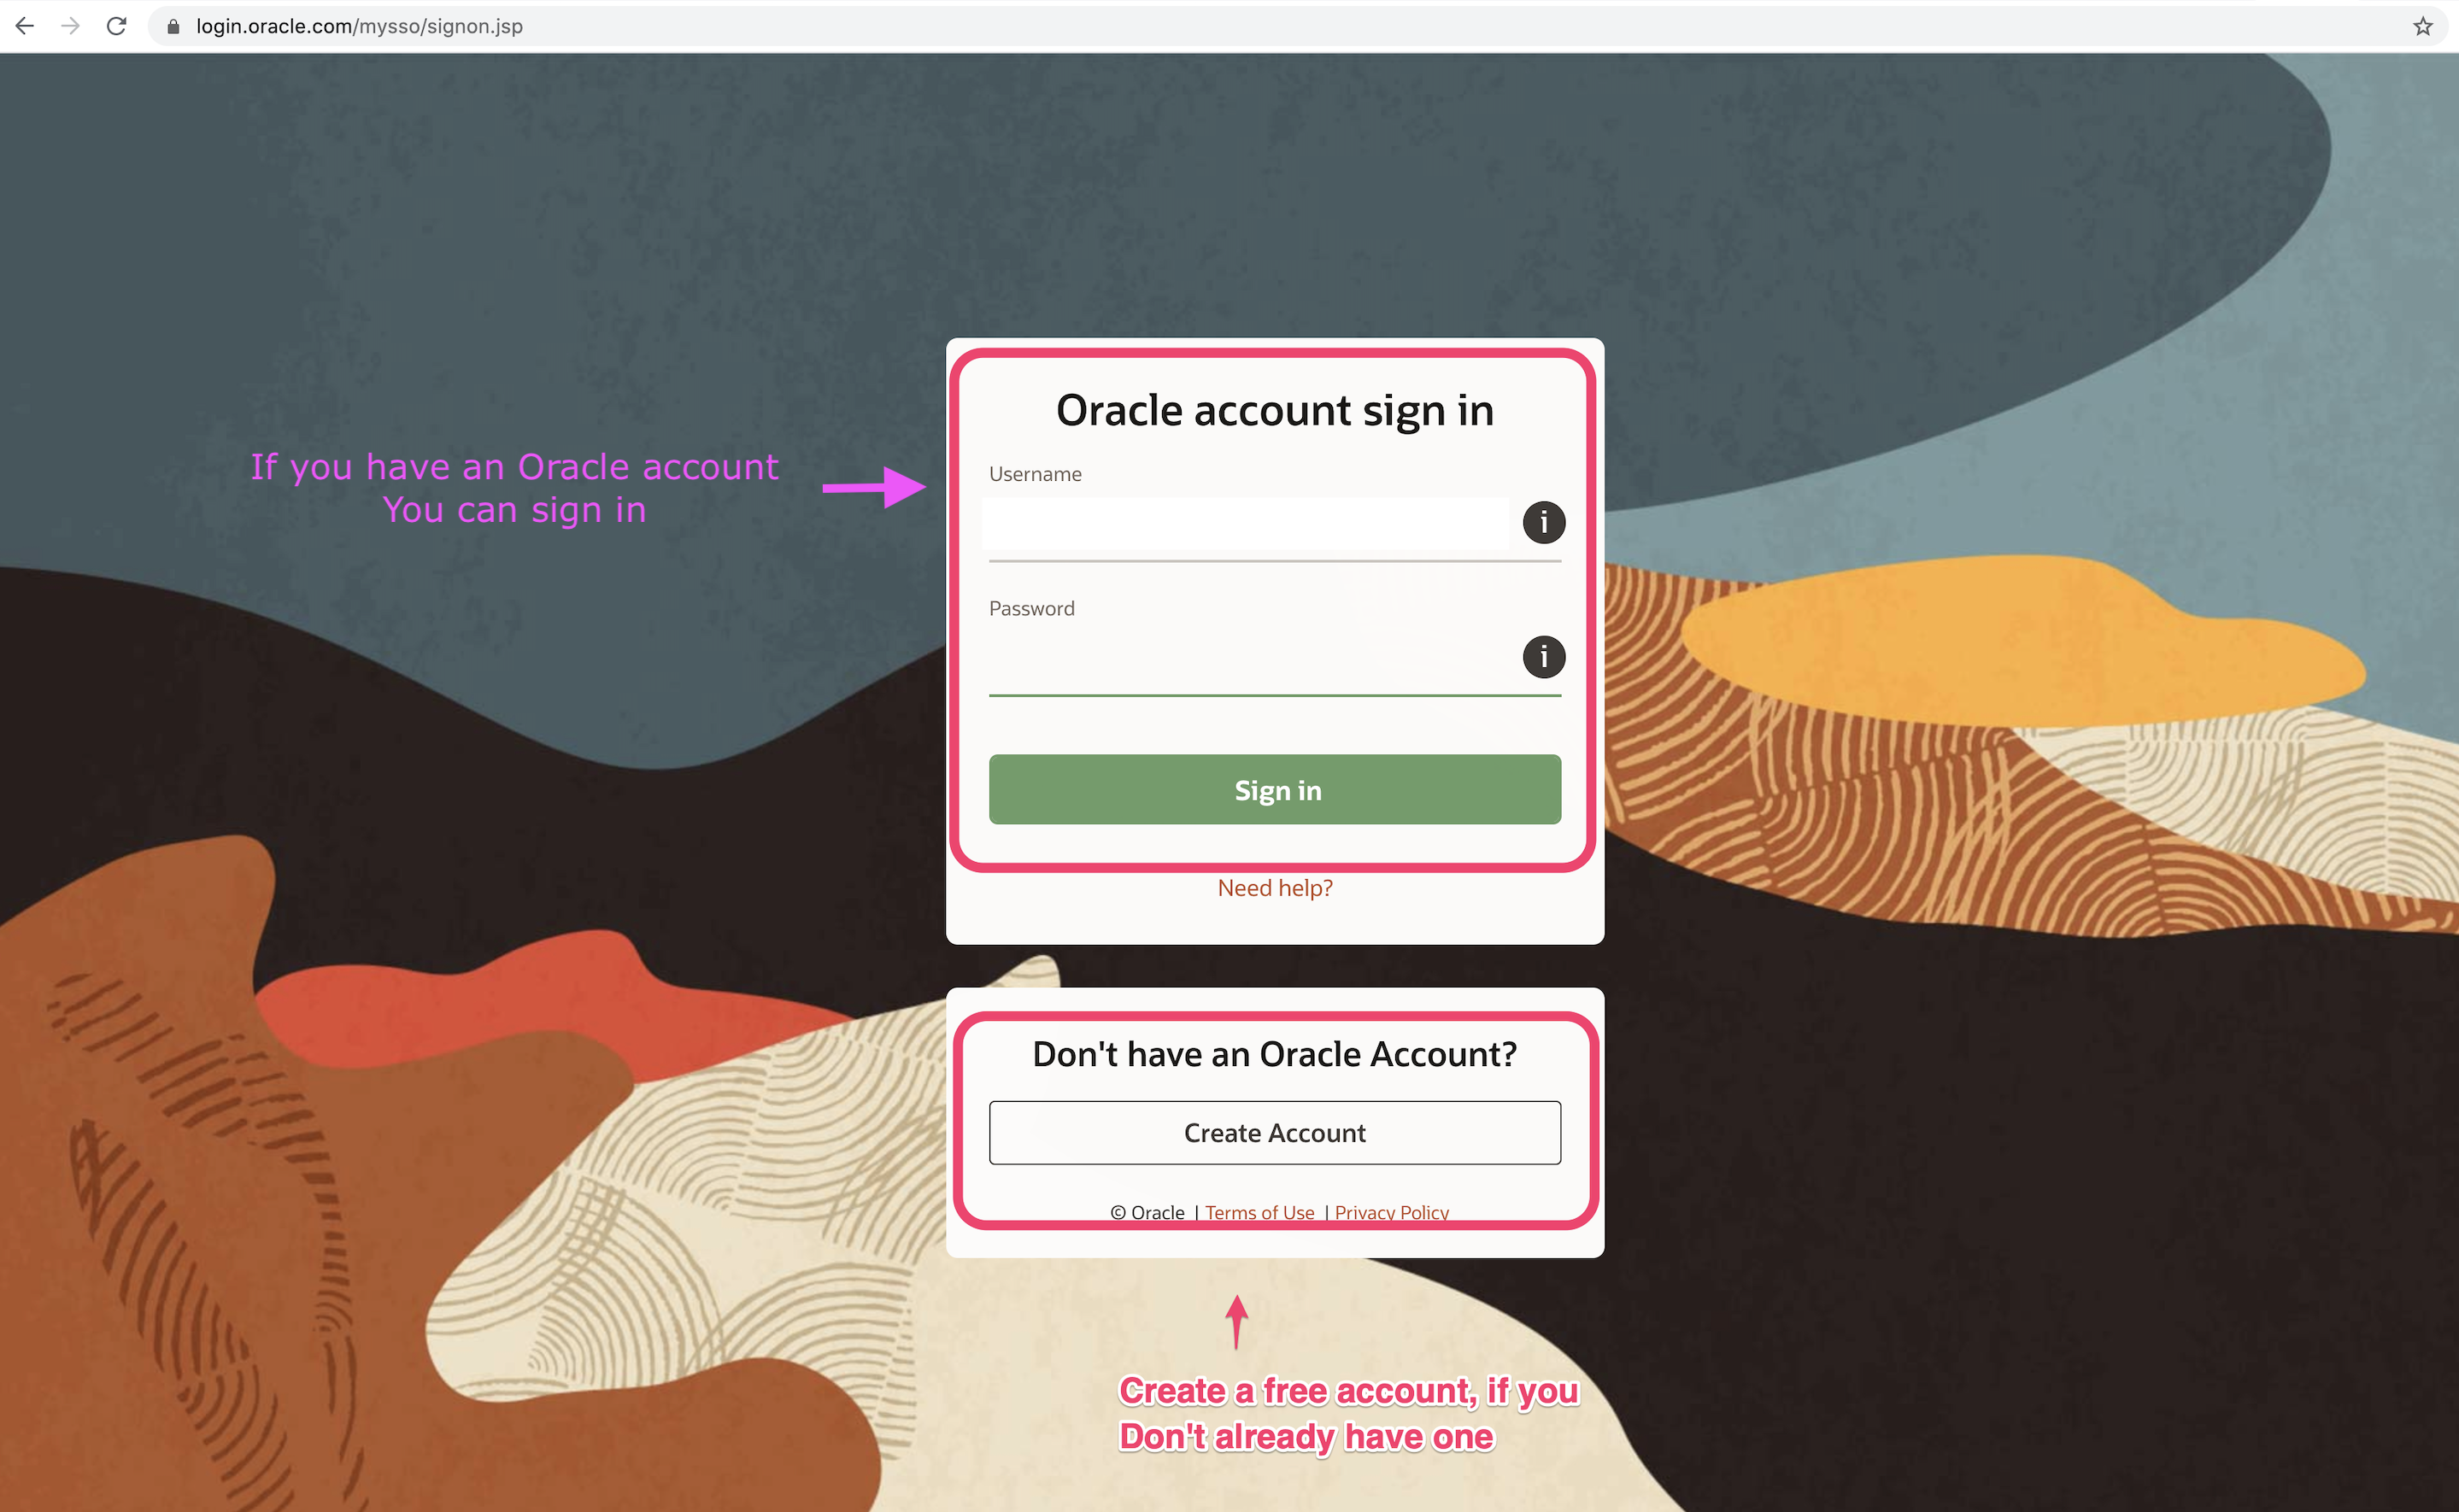 login.oracle.com/mysso/signon.jsp
Oracle account sign in
If you have an Oracle account
You can sign in
Username
i
Password
i
Sign in
Need help?
Don't have an Oracle Account?
Create Account
© Oracle | Terms of Use | Privacy Policy
Create a free account, if you
Don't already have one